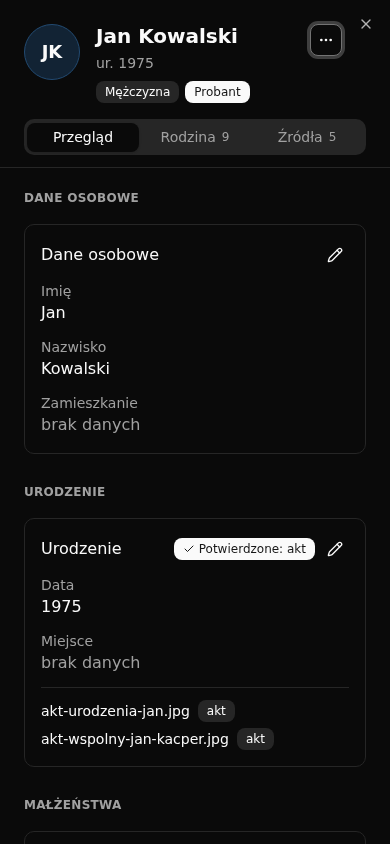 JK
Jan Kowalski
ur. 1975
Mężczyzna Probant
Przegląd Rodzina 9 Źródła 5
DANE OSOBOWE
Dane osobowe
Imię
Jan
Nazwisko
Kowalski
Zamieszkanie
brak danych
URODZENIE
Urodzenie Potwierdzone: akt
Data
1975
Miejsce
brak danych
akt-urodzenia-jan.jpg akt
akt-wspolny-jan-kacper.jpg akt
MAŁŻEŃSTWA